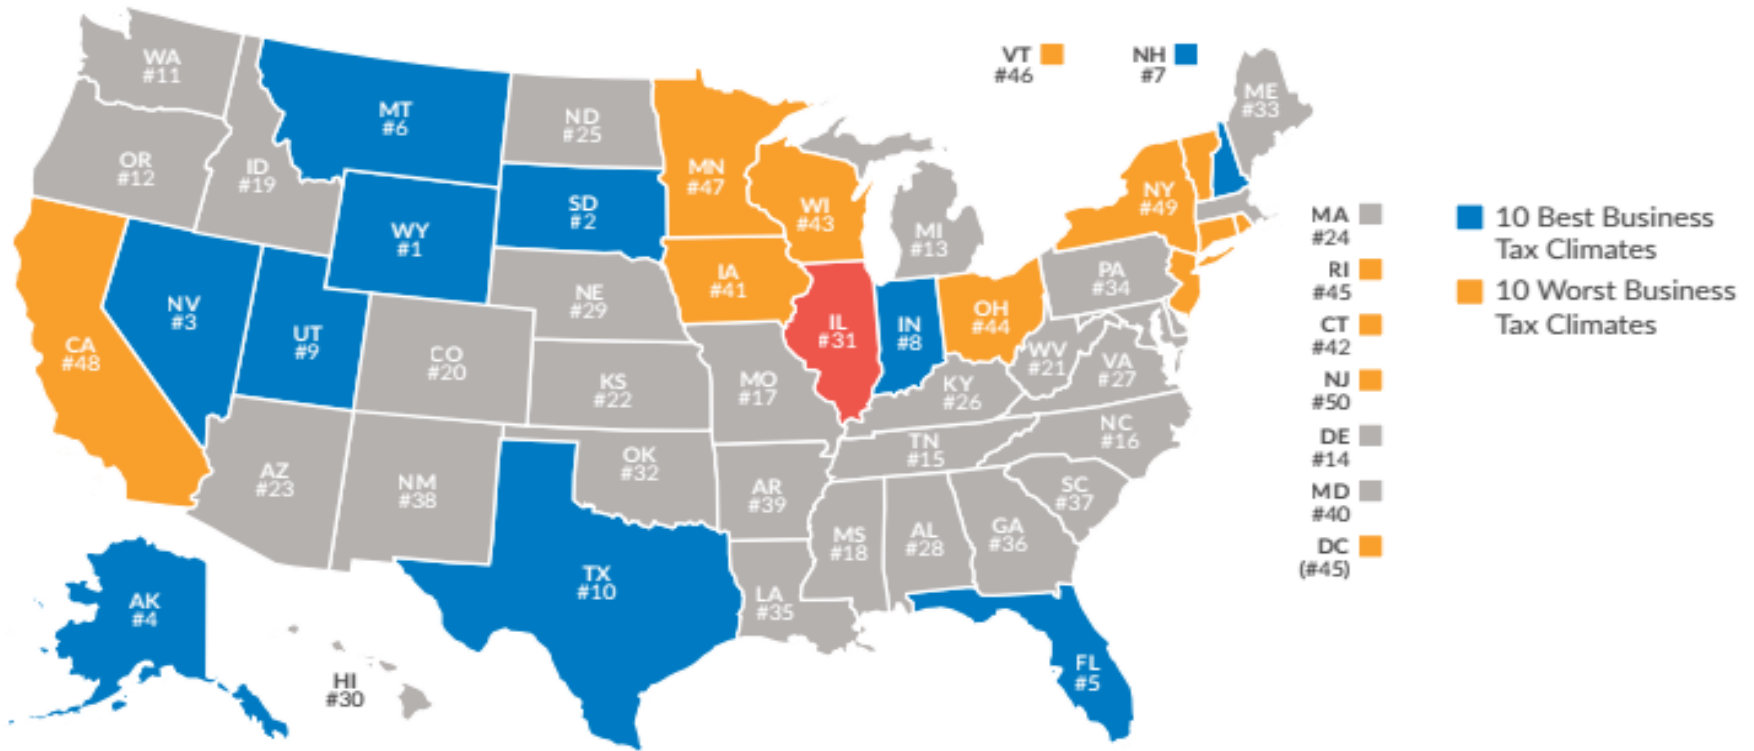 WA
#11
MT
#6
ND
#25
VT
#46
NH
#7
ME
#33
OR
#12
ID
#19
MN
#47
WI
#43
NY
#49
SD
#2
WY
#1
MI
#13
MA
#24
10 Best Business
Tax Climates
NV
#3
UT
#9
NE
#29
IA
#41
PA
#34
RI
#45
10 Worst Business
Tax Climates
CA
#48
CO
#20
IL
#31
IN
#8
OH
#44
CT
#42
WV
#21
VA
#27
KS
#22
MO
#17
KY
#26
NJ
#50
NC
#16
TN
#15
DE
#14
AZ
#23
NM
#38
OK
#32
AR
#39
SC
#37
MD
#40
MS
#18
AL
#28
GA
#36
DC
(#45)
TX
#10
LA
#35
AK
#4
HI
#30
FL
#5